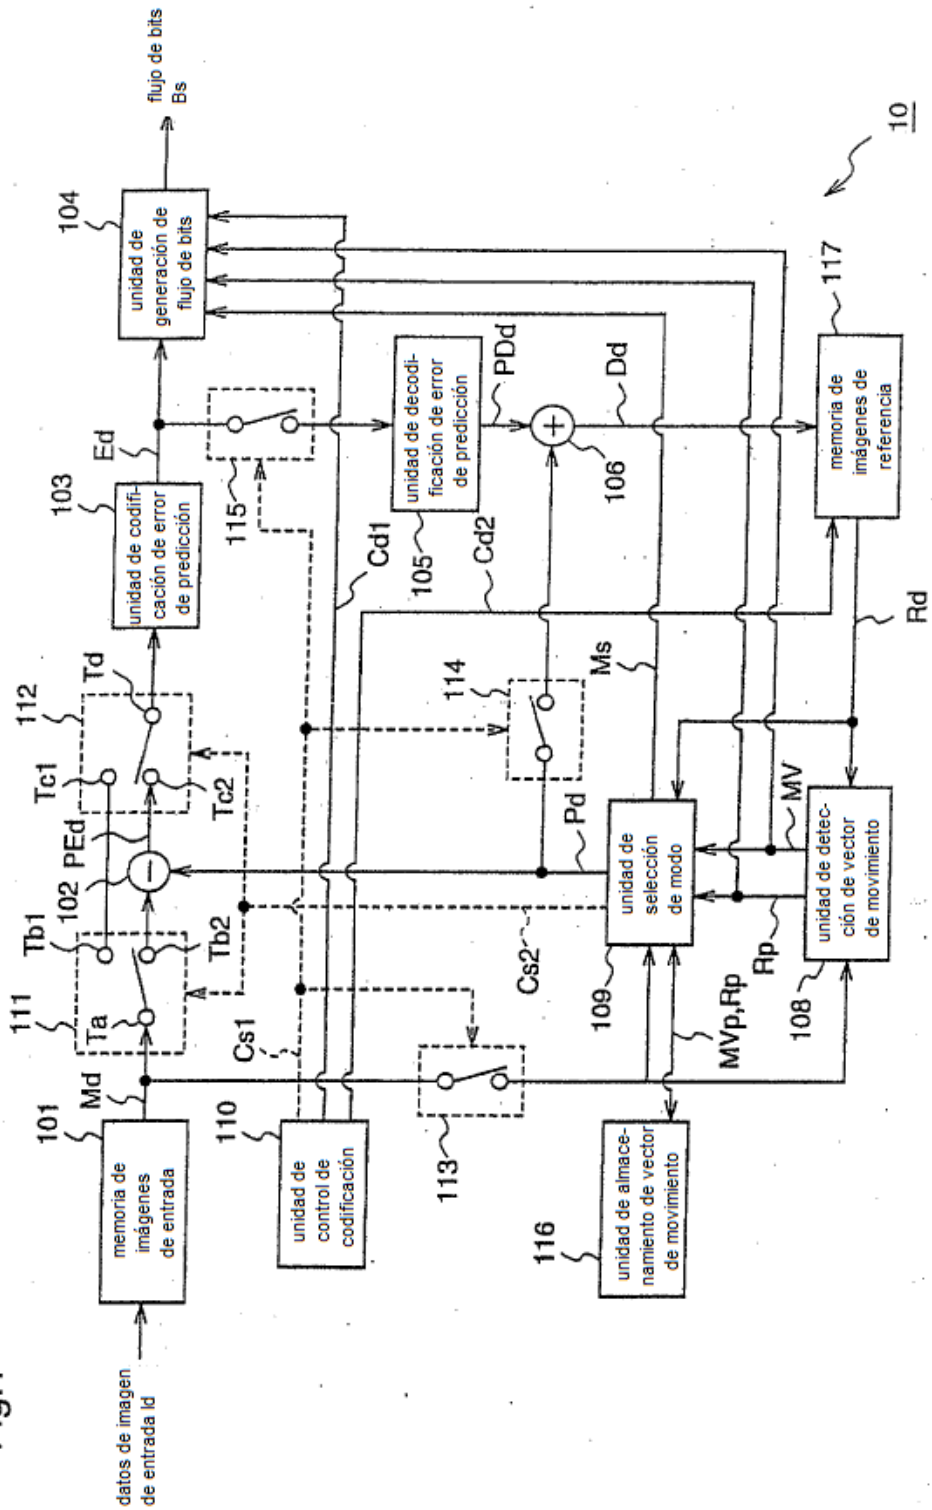 datos de imagen
de entrada Id
101
memoria de
imágenes
de entrada
Md
111
Ta
Tb1
Tb2
102
PEd
112
Tc1
Tc2
Td
103
unidad de codifi-
cación de error
de predicción
Ed
104
unidad de
generación de
flujo de bits
flujo de bits
Bs
110
unidad de
control de
codificación
Cs1
Cs2
115
105
unidad de decodi-
ficación de error
de predicción
Cd1
Cd2
PDd
106
Dd
113
114
Pd
Ms
116
unidad de almace-
namiento de vector
de movimiento
MVp,Rp
109
unidad de
selección
de modo
Rp
MV
108
unidad de detec-
ción de vector
de movimiento
Rd
117
memoria de
imágenes de
referencia
10